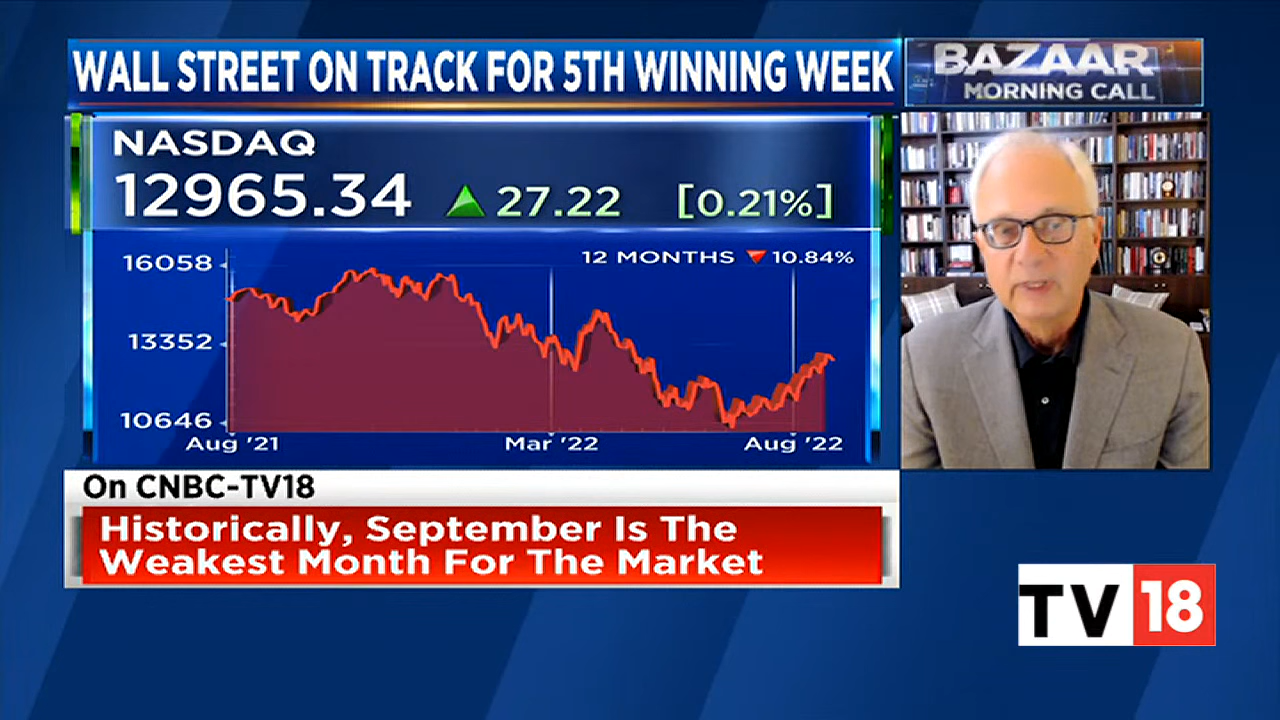 WALL STREET ON TRACK FOR 5TH WINNING WEEK
BAZAAR
MORNING CALL
NASDAQ
12965.34 ▲ 27.22 [0.21%]
12 MONTHS ▼ 10.84%
16058
13352
10646
Aug '21 Mar '22 Aug '22
On CNBC-TV18
Historically, September Is The
Weakest Month For The Market
TV18